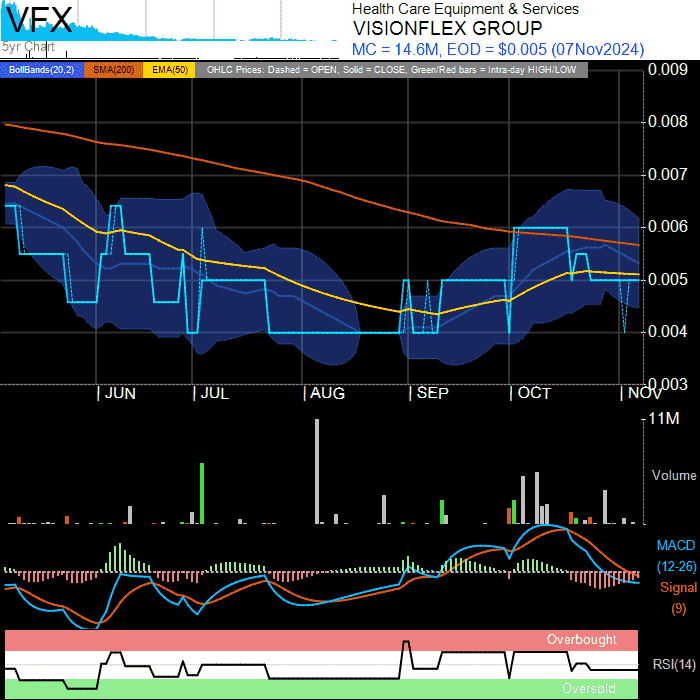 VFX
5yr Chart
Health Care Equipment & Services
VISIONFLEX GROUP
MC = 14.6M, EOD = $0.005 (07Nov2024)
BollBands(20,2) SMA(200) EMA(50) OHLC Prices: Dashed = OPEN, Solid = CLOSE, Green/Red bars = Intra-day HIGH/LOW
0.009
0.008
0.007
0.006
0.005
0.004
0.003
JUN JUL AUG SEP OCT NOV
11M
Volume
MACD
(12-26)
Signal
(9)
Overbought
RSI(14)
Oversold